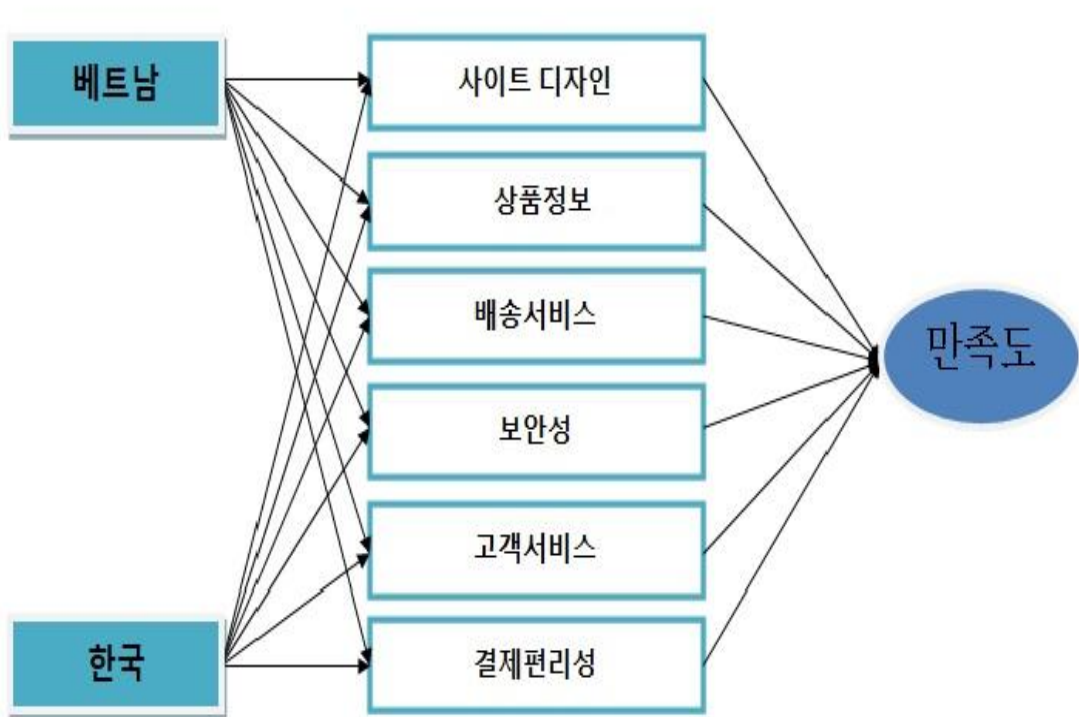 베트남
한국
사이트 디자인
상품정보
배송서비스
보안성
고객서비스
결제편리성
만족도